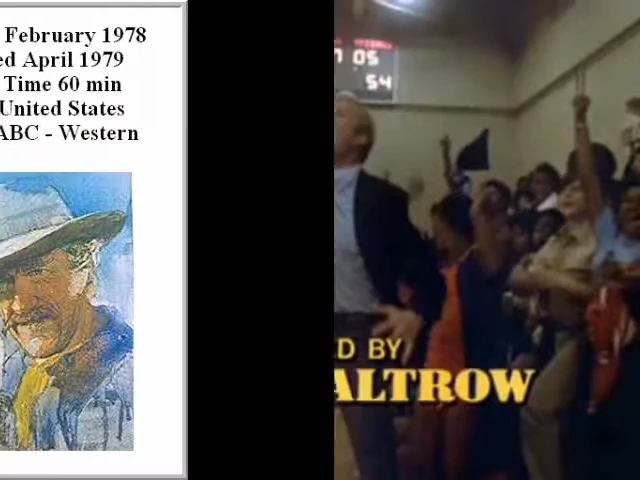 February 1978
ed April 1979
Time 60 min
United States
ABC - Western
05
54
D BY
ALTROW